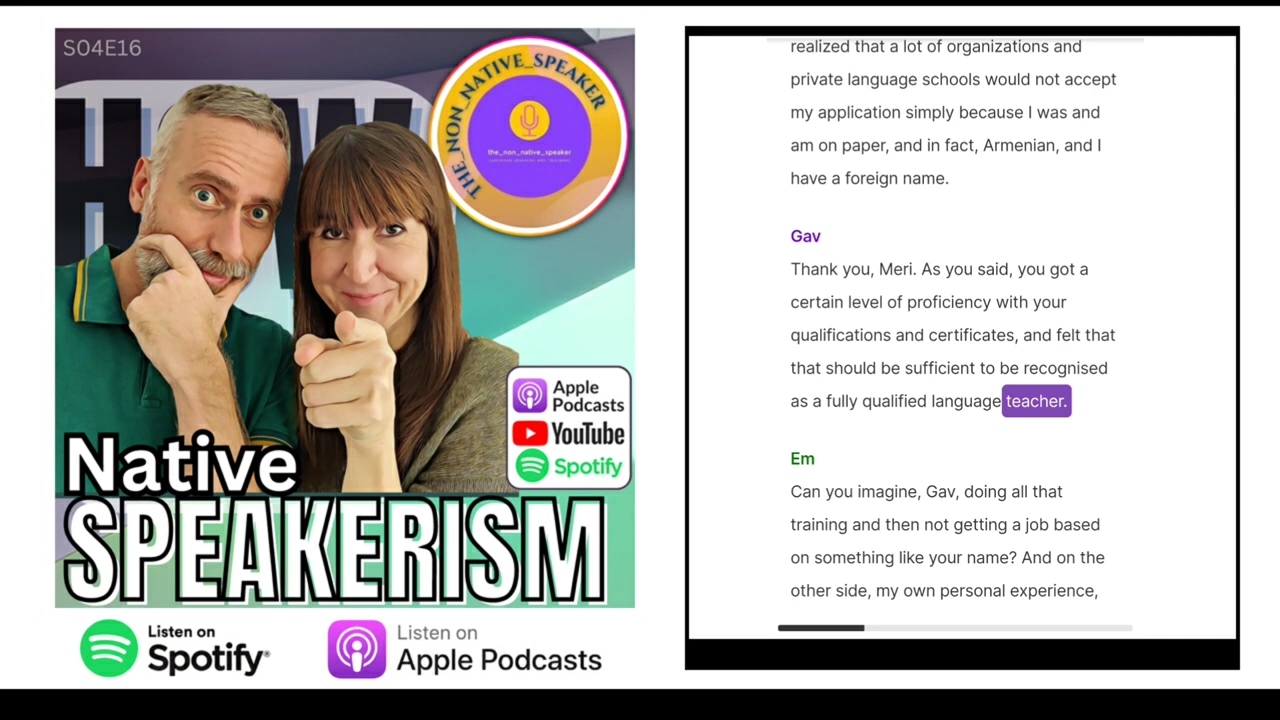 S04E16
HOW
THE_NON_NATIVE_SPEAKER
the_non_native_speaker
Apple
Podcasts
YouTube
Spotify
Native
SPEAKERISM
Listen on
Spotify®
Listen on
Apple Podcasts
realized that a lot of organizations and
private language schools would not accept
my application simply because I was and
am on paper, and in fact, Armenian, and I
have a foreign name.
Gav
Thank you, Meri. As you said, you got a
certain level of proficiency with your
qualifications and certificates, and felt that
that should be sufficient to be recognised
as a fully qualified language teacher.
Em
Can you imagine, Gav, doing all that
training and then not getting a job based
on something like your name? And on the
other side, my own personal experience,